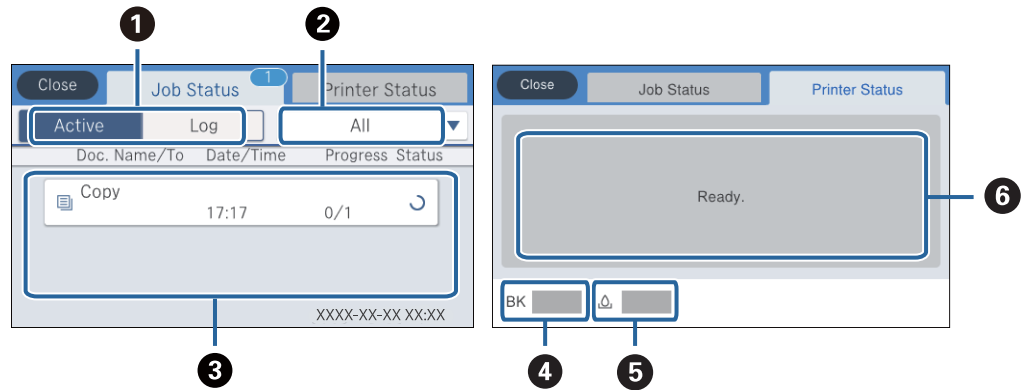 1 2
Close Job Status 1 Printer Status
Active Log All
Doc. Name/To Date/Time Progress Status
Copy
17:17 0/1
XXXX-XX-XX XX:XX
3
Close Job Status Printer Status
Ready.
6
BK
4 5